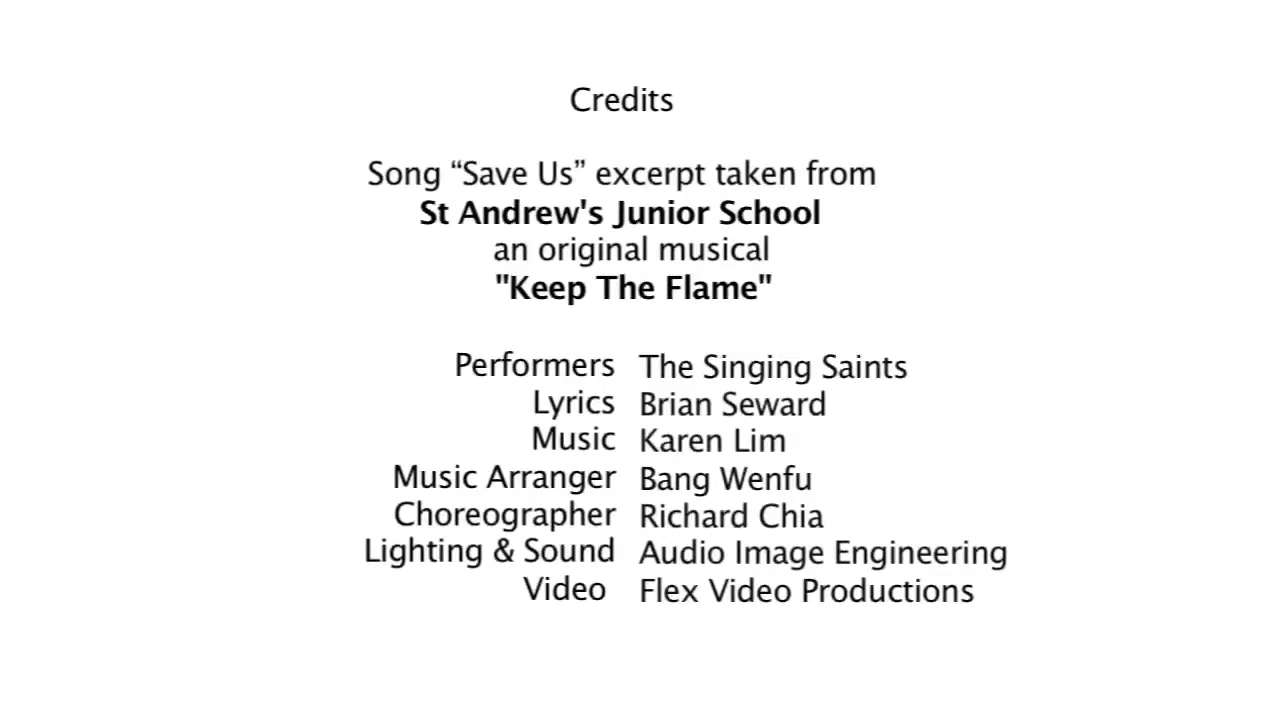 Credits
Song “Save Us” excerpt taken from
St Andrew's Junior School
an original musical
"Keep The Flame"
Performers The Singing Saints
Lyrics Brian Seward
Music Karen Lim
Music Arranger Bang Wenfu
Choreographer Richard Chia
Lighting & Sound Audio Image Engineering
Video Flex Video Productions